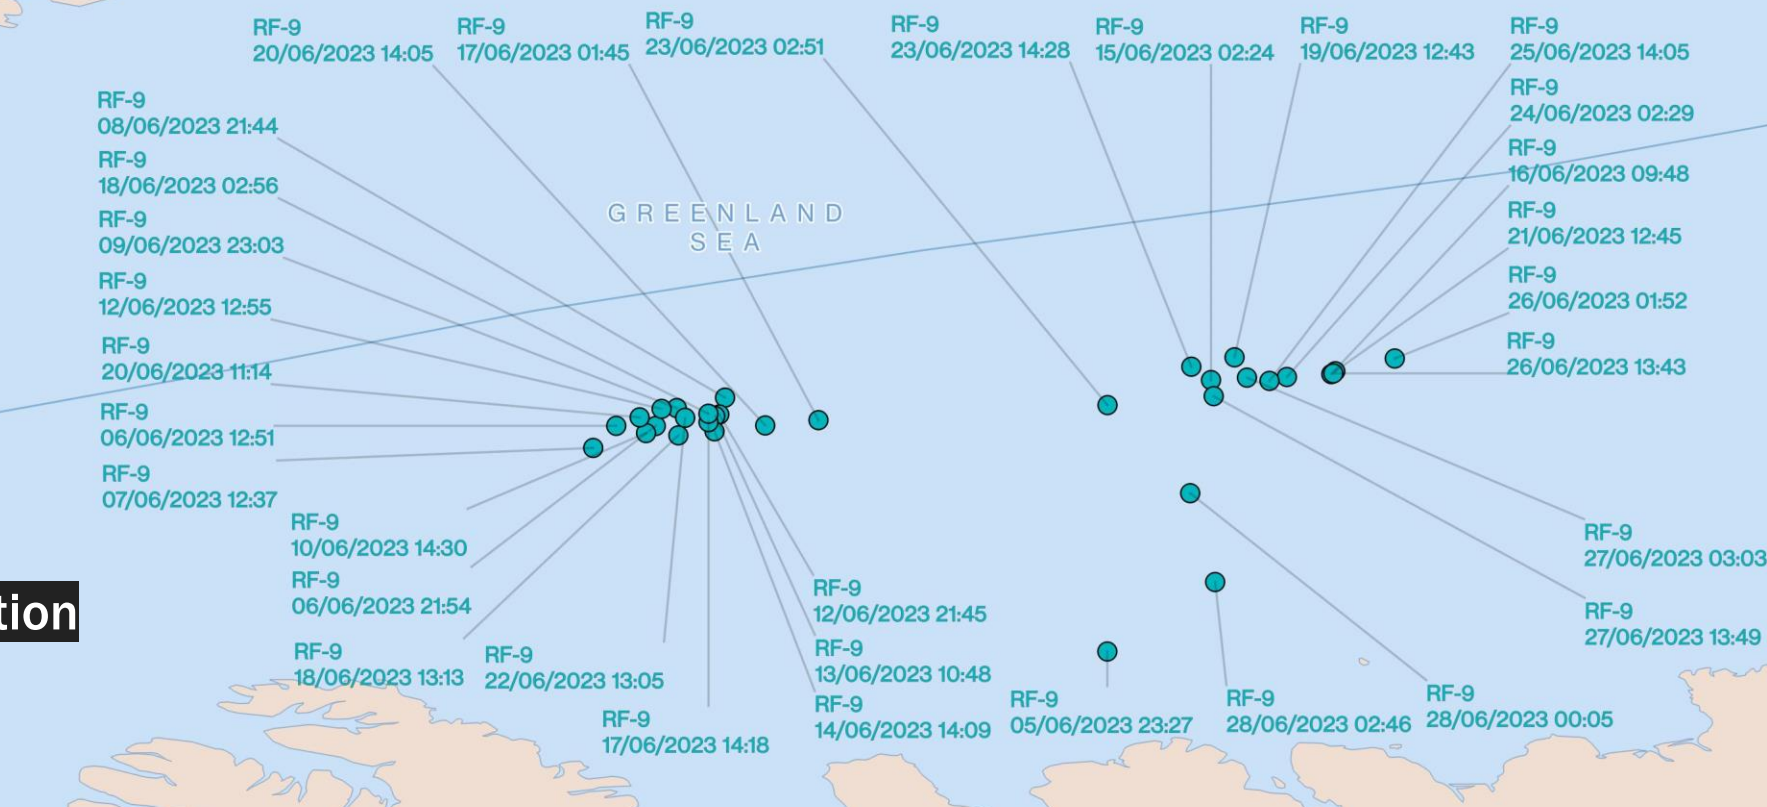 RF-9
20/06/2023 14:05
RF-9
17/06/2023 01:45
RF-9
23/06/2023 02:51
RF-9
23/06/2023 14:28
RF-9
15/06/2023 02:24
RF-9
19/06/2023 12:43
RF-9
25/06/2023 14:05
RF-9
24/06/2023 02:29
RF-9
16/06/2023 09:48
RF-9
21/06/2023 12:45
RF-9
26/06/2023 01:52
RF-9
26/06/2023 13:43
RF-9
08/06/2023 21:44
RF-9
18/06/2023 02:56
RF-9
09/06/2023 23:03
RF-9
12/06/2023 12:55
RF-9
20/06/2023 11:14
RF-9
06/06/2023 12:51
RF-9
07/06/2023 12:37
GREENLAND
SEA
RF-9
10/06/2023 14:30
RF-9
06/06/2023 21:54
RF-9
18/06/2023 13:13
RF-9
22/06/2023 13:05
RF-9
17/06/2023 14:18
RF-9
12/06/2023 21:45
RF-9
13/06/2023 10:48
RF-9
14/06/2023 14:09
RF-9
05/06/2023 23:27
RF-9
28/06/2023 02:46
RF-9
28/06/2023 00:05
RF-9
27/06/2023 03:03
RF-9
27/06/2023 13:49
tion